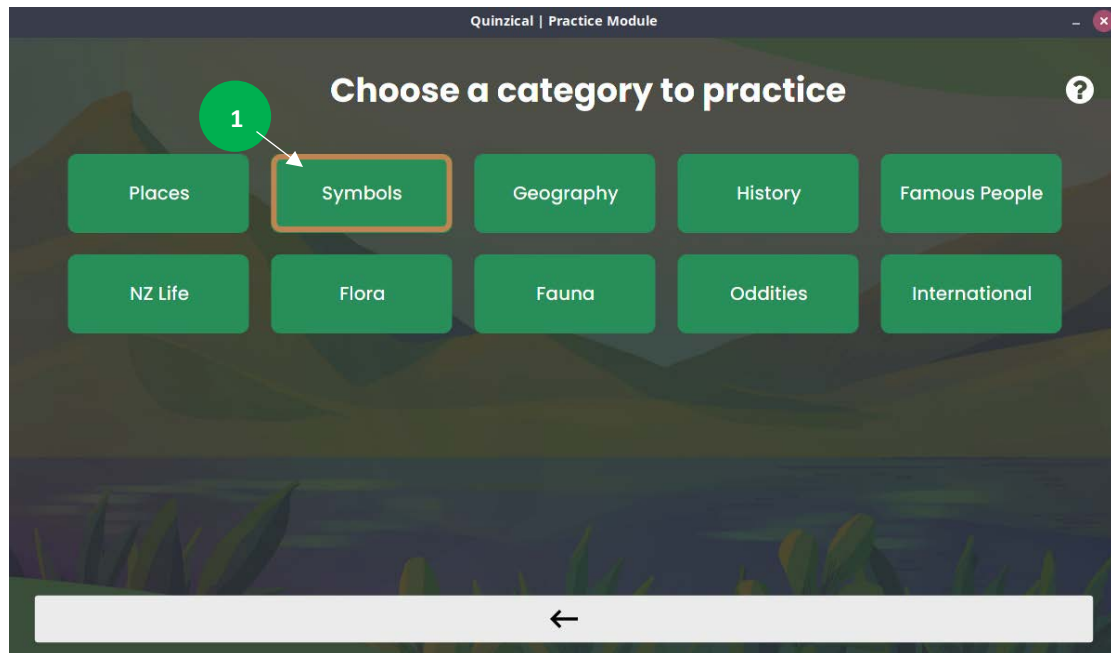 Quinzical | Practice Module
Choose a category to practice
?
1
Places
Symbols
Geography
History
Famous People
NZ Life
Flora
Fauna
Oddities
International